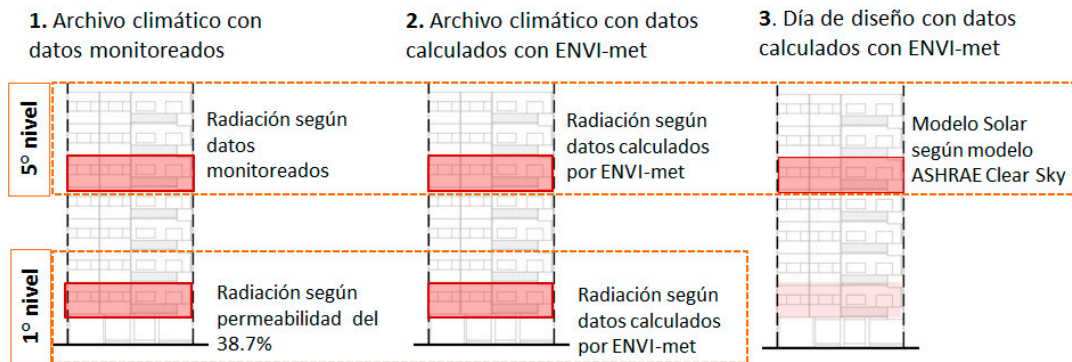 1. Archivo climático con
datos monitoreados
2. Archivo climático con datos
calculados con ENVI-met
3. Día de diseño con datos
calculados con ENVI-met
5° nivel
Radiación según
datos
monitoreados
Radiación según
datos calculados
por ENVI-met
Modelo Solar
según modelo
ASHRAE Clear Sky
1° nivel
Radiación según
permeabilidad del
38.7%
Radiación según
datos calculados
por ENVI-met